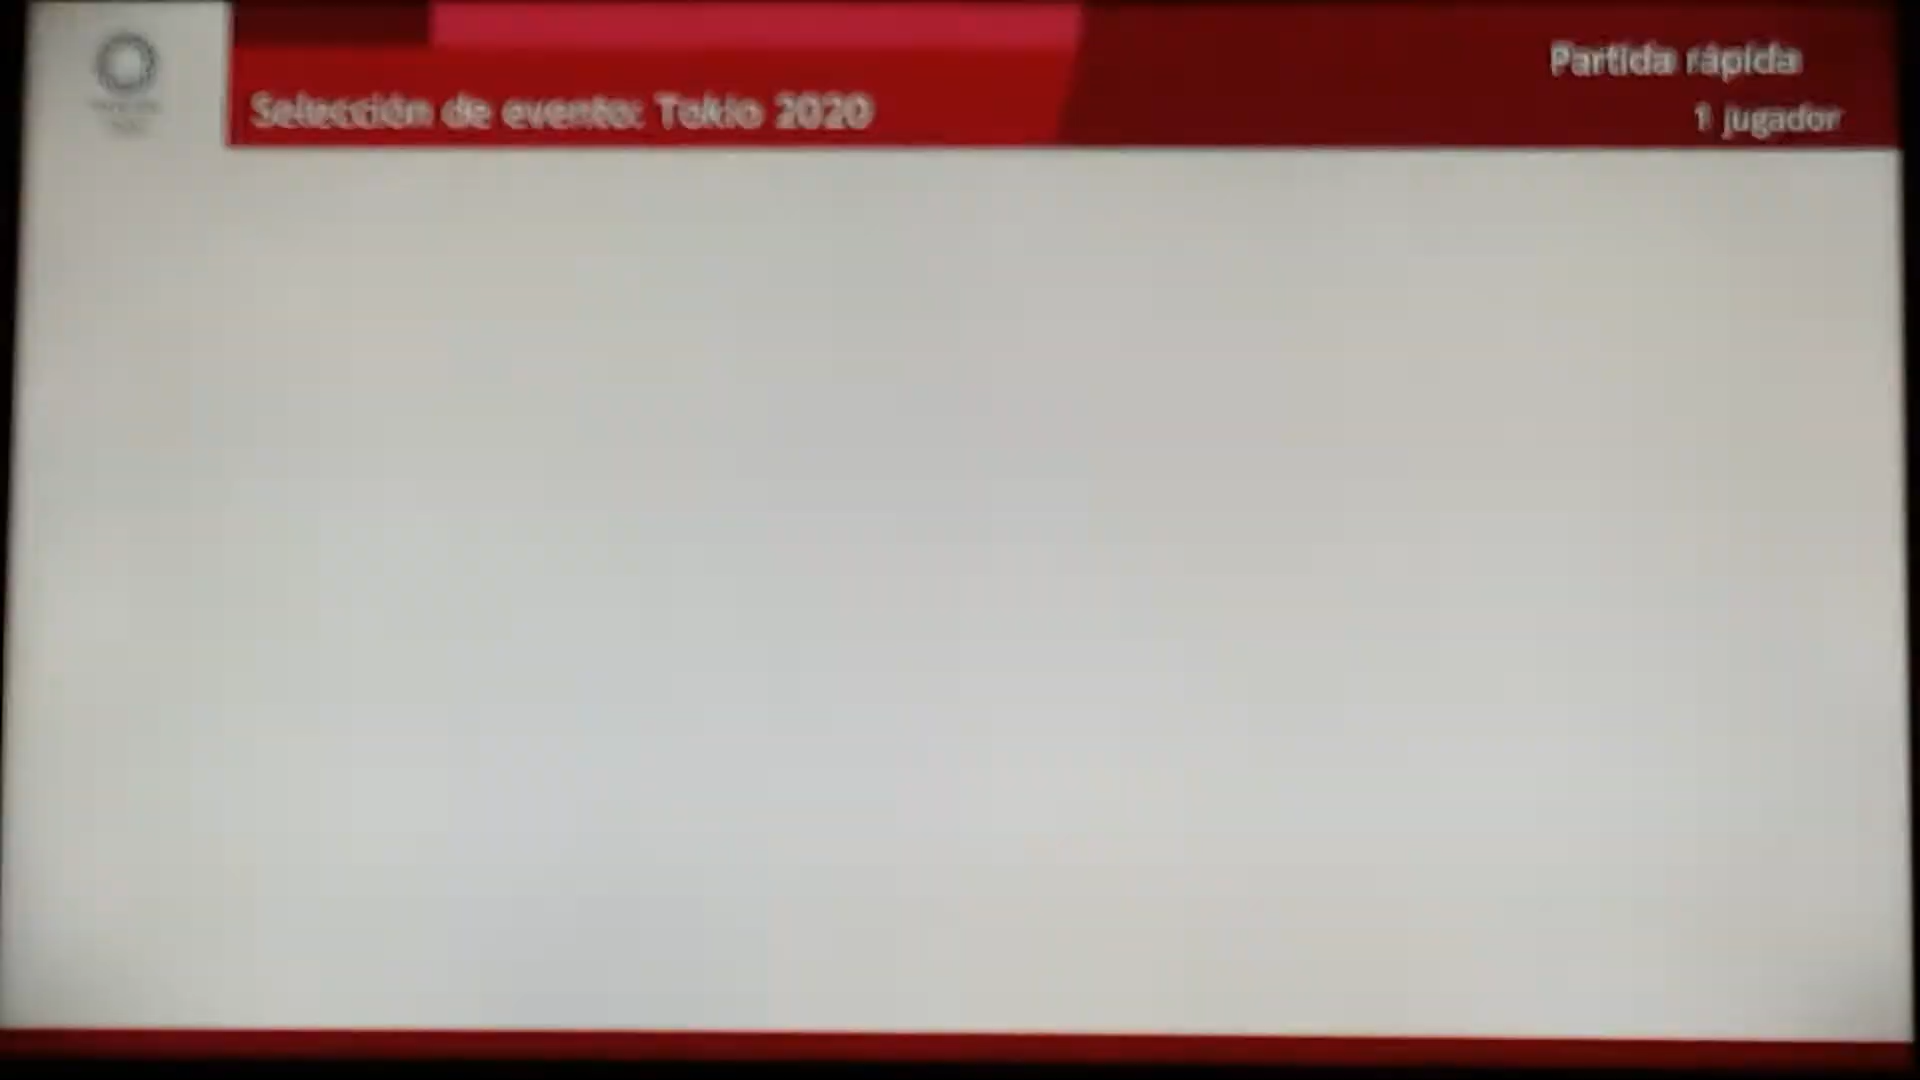 Selección de evento: Tokio 2020
Partida rápida
1 jugador